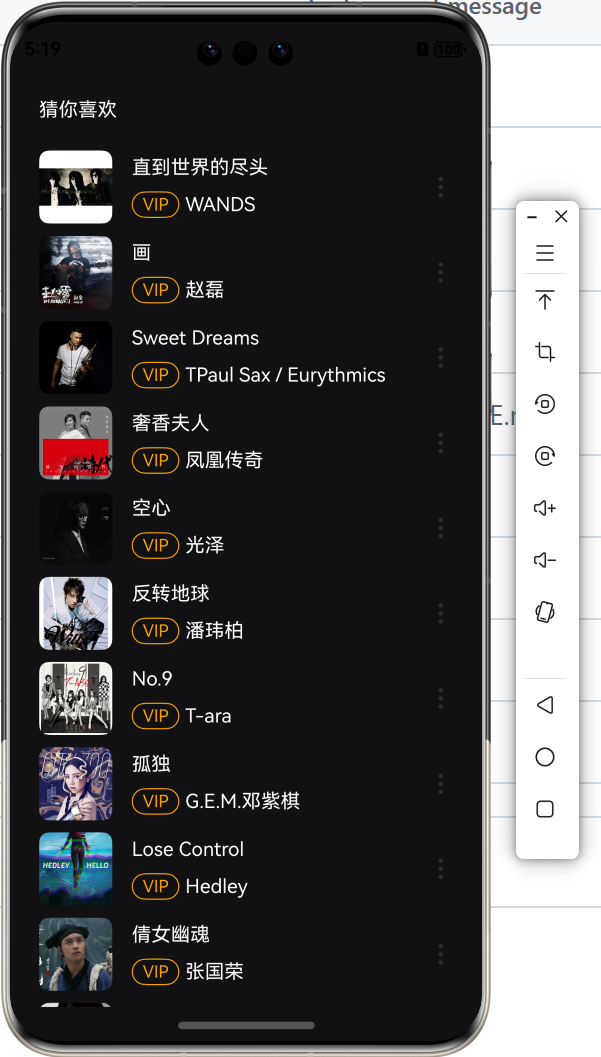 message
5:19
100
猜你喜欢
直到世界的尽头
VIP WANDS
画
VIP 赵磊
Sweet Dreams
VIP TPaul Sax / Eurythmics
奢香夫人
VIP 凤凰传奇
空心
VIP 光泽
反转地球
VIP 潘玮柏
No.9
VIP T-ara
孤独
VIP G.E.M.邓紫棋
Lose Control
HEDLEY HELLO
VIP Hedley
倩女幽魂
VIP 张国荣